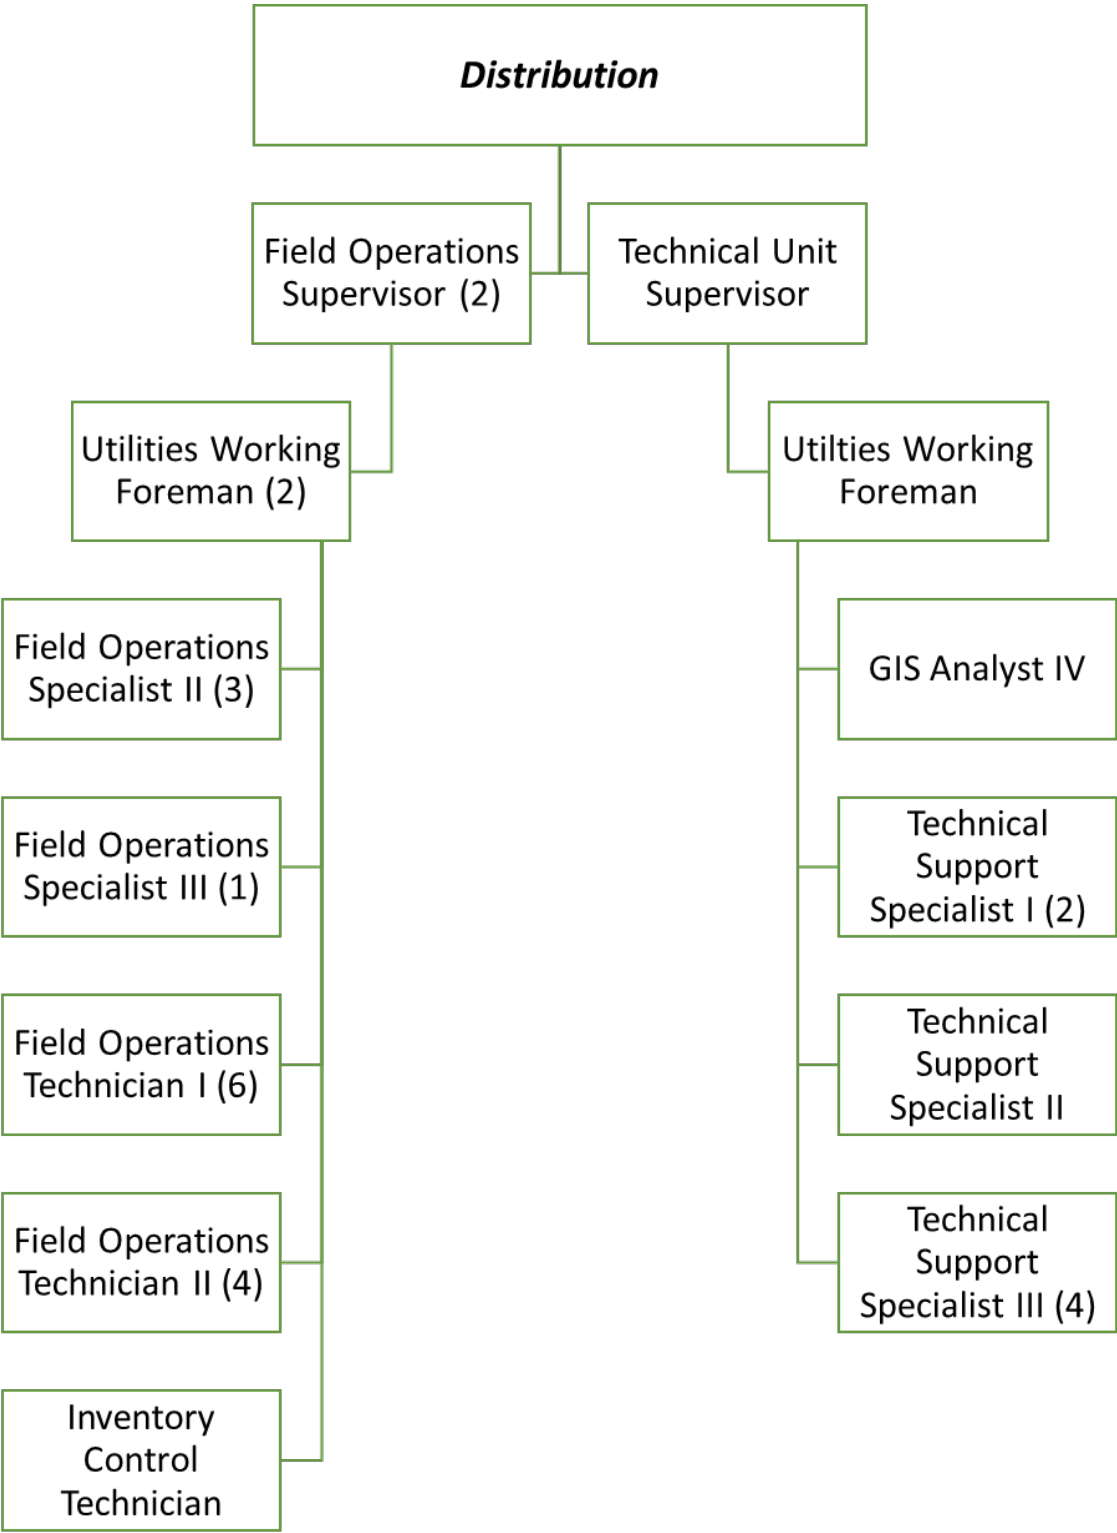 Distribution
Field Operations
Supervisor (2)
Technical Unit
Supervisor
Utilities Working
Foreman (2)
Utilties Working
Foreman
Field Operations
Specialist II (3)
GIS Analyst IV
Field Operations
Specialist III (1)
Technical
Support
Specialist I (2)
Field Operations
Technician I (6)
Technical
Support
Specialist II
Field Operations
Technician II (4)
Technical
Support
Specialist III (4)
Inventory
Control
Technician